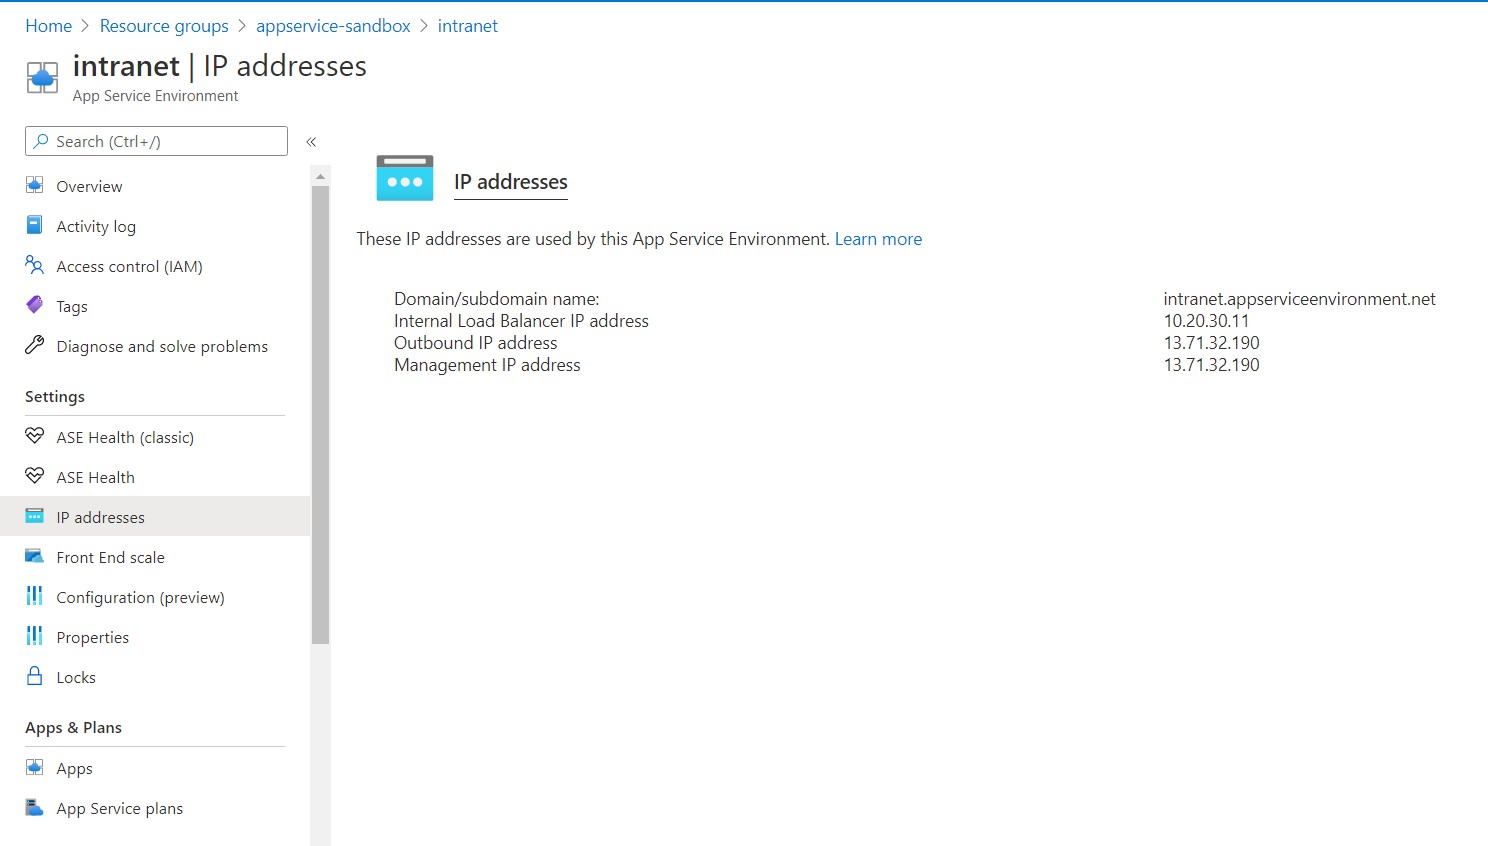 Home > Resource groups > appservice-sandbox > intranet
intranet | IP addresses
App Service Environment
Search (Ctrl+/)
«
Overview
Activity log
Access control (IAM)
Tags
Diagnose and solve problems
Settings
ASE Health (classic)
ASE Health
IP addresses
Front End scale
Configuration (preview)
Properties
Locks
Apps & Plans
Apps
App Service plans
IP addresses
These IP addresses are used by this App Service Environment. Learn more
Domain/subdomain name: intranet.appserviceenvironment.net
Internal Load Balancer IP address 10.20.30.11
Outbound IP address 13.71.32.190
Management IP address 13.71.32.190